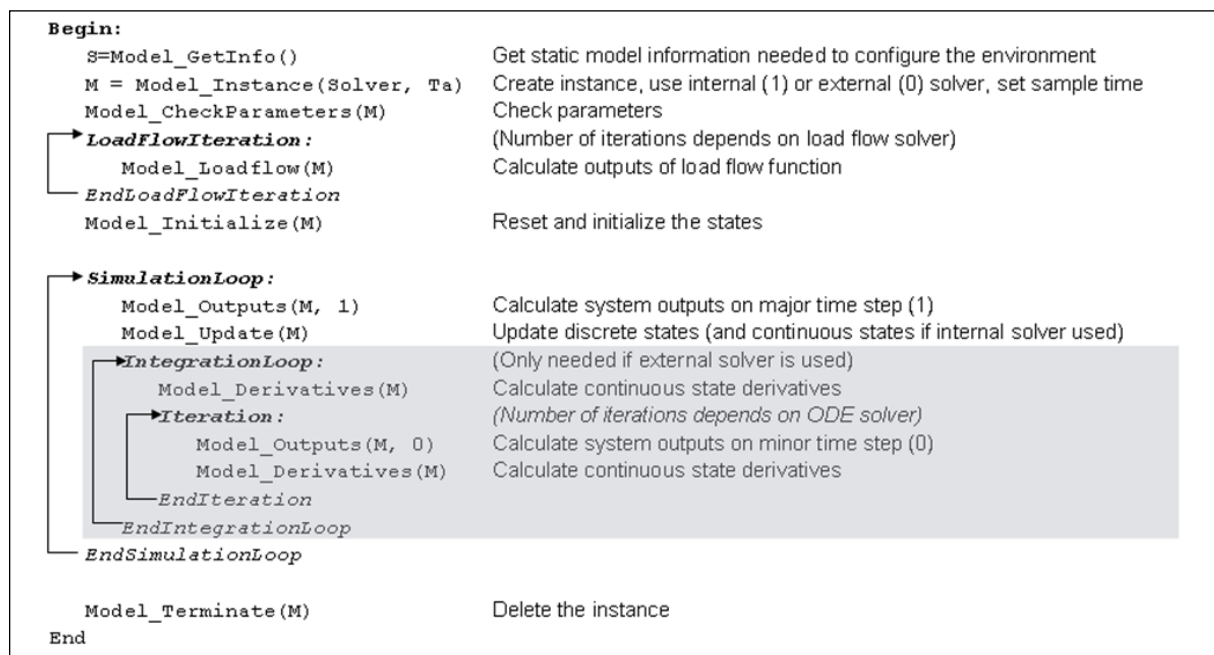 Begin:
S=Model_GetInfo() Get static model information needed to configure the environment
M = Model_Instance(Solver, Ta) Create instance, use internal (1) or external (0) solver, set sample time
Model_CheckParameters(M) Check parameters
LoadFlowIteration: (Number of iterations depends on load flow solver)
Model_Loadflow(M) Calculate outputs of load flow function
EndLoadFlowIteration
Model_Initialize(M) Reset and initialize the states
SimulationLoop:
Model_Outputs(M, 1) Calculate system outputs on major time step (1)
Model_Update(M) Update discrete states (and continuous states if internal solver used)
IntegrationLoop: (Only needed if external solver is used)
Model_Derivatives(M) Calculate continuous state derivatives
Iteration: (Number of iterations depends on ODE solver)
Model_Outputs(M, 0) Calculate system outputs on minor time step (0)
Model_Derivatives(M) Calculate continuous state derivatives
EndIteration
EndIntegrationLoop
EndSimulationLoop
Model_Terminate(M) Delete the instance
End